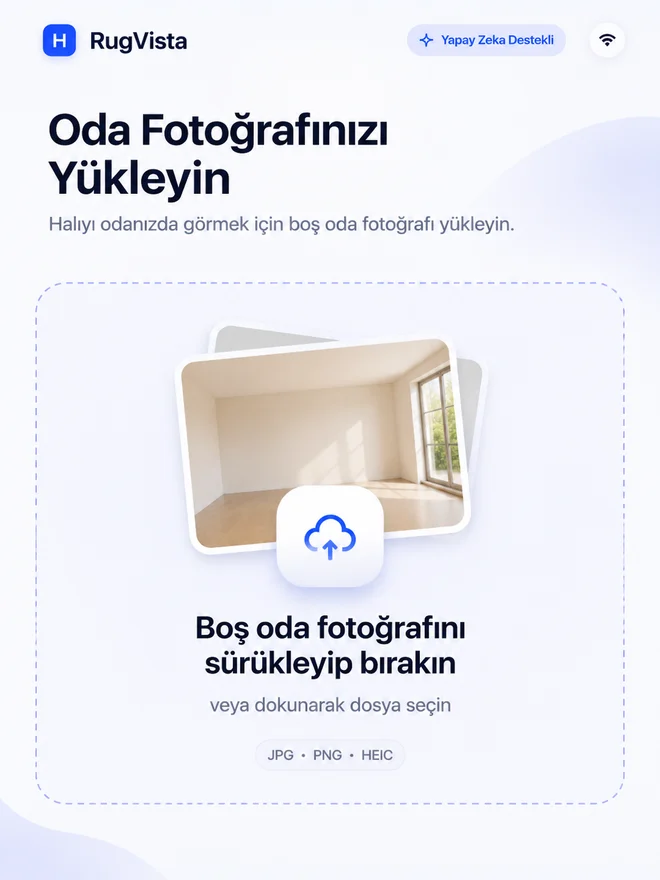 H RugVista
Yapay Zeka Destekli
Oda Fotoğrafınızı
Yükleyin
Halıyı odanızda görmek için boş oda fotoğrafı yükleyin.
Boş oda fotoğrafını
sürükleyip bırakın
veya dokunarak dosya seçin
JPG • PNG • HEIC